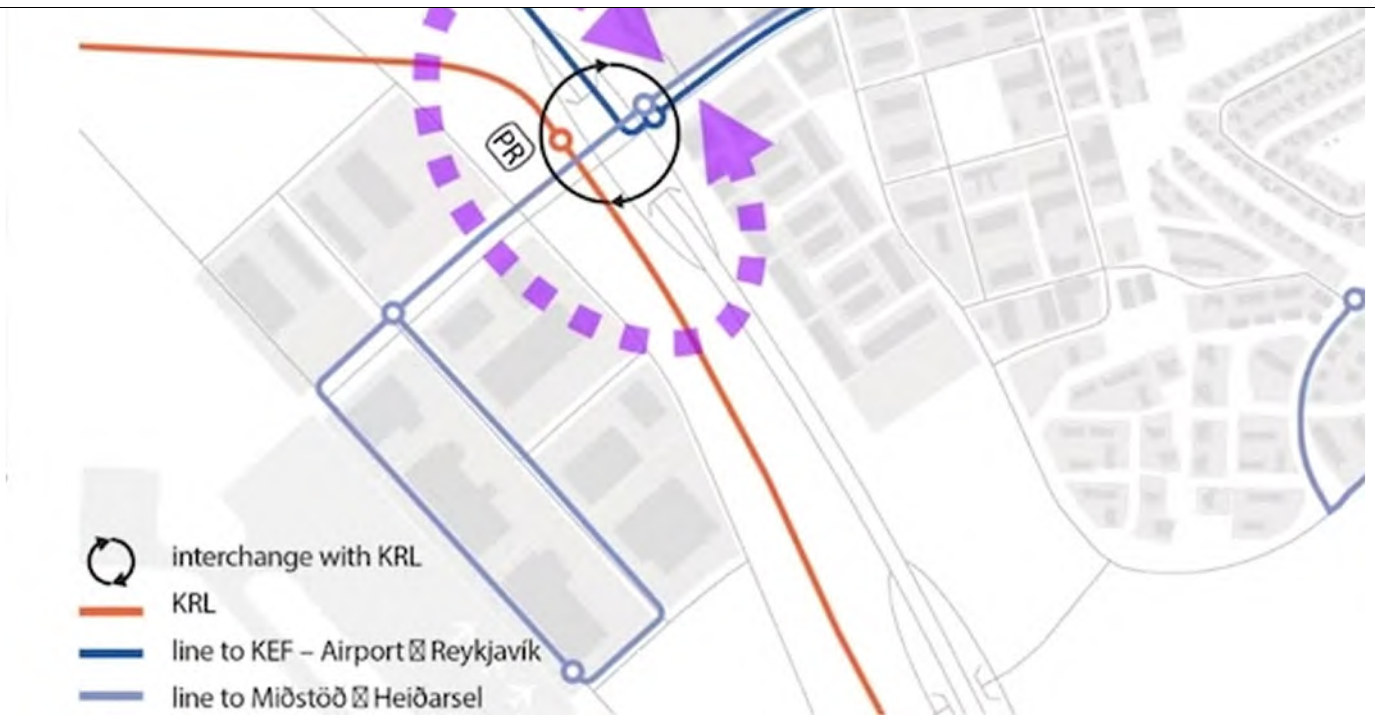 PR
interchange with KRL
KRL
line to KEF – Airport Reykjavík
line to Miðstöð Heiðarsel